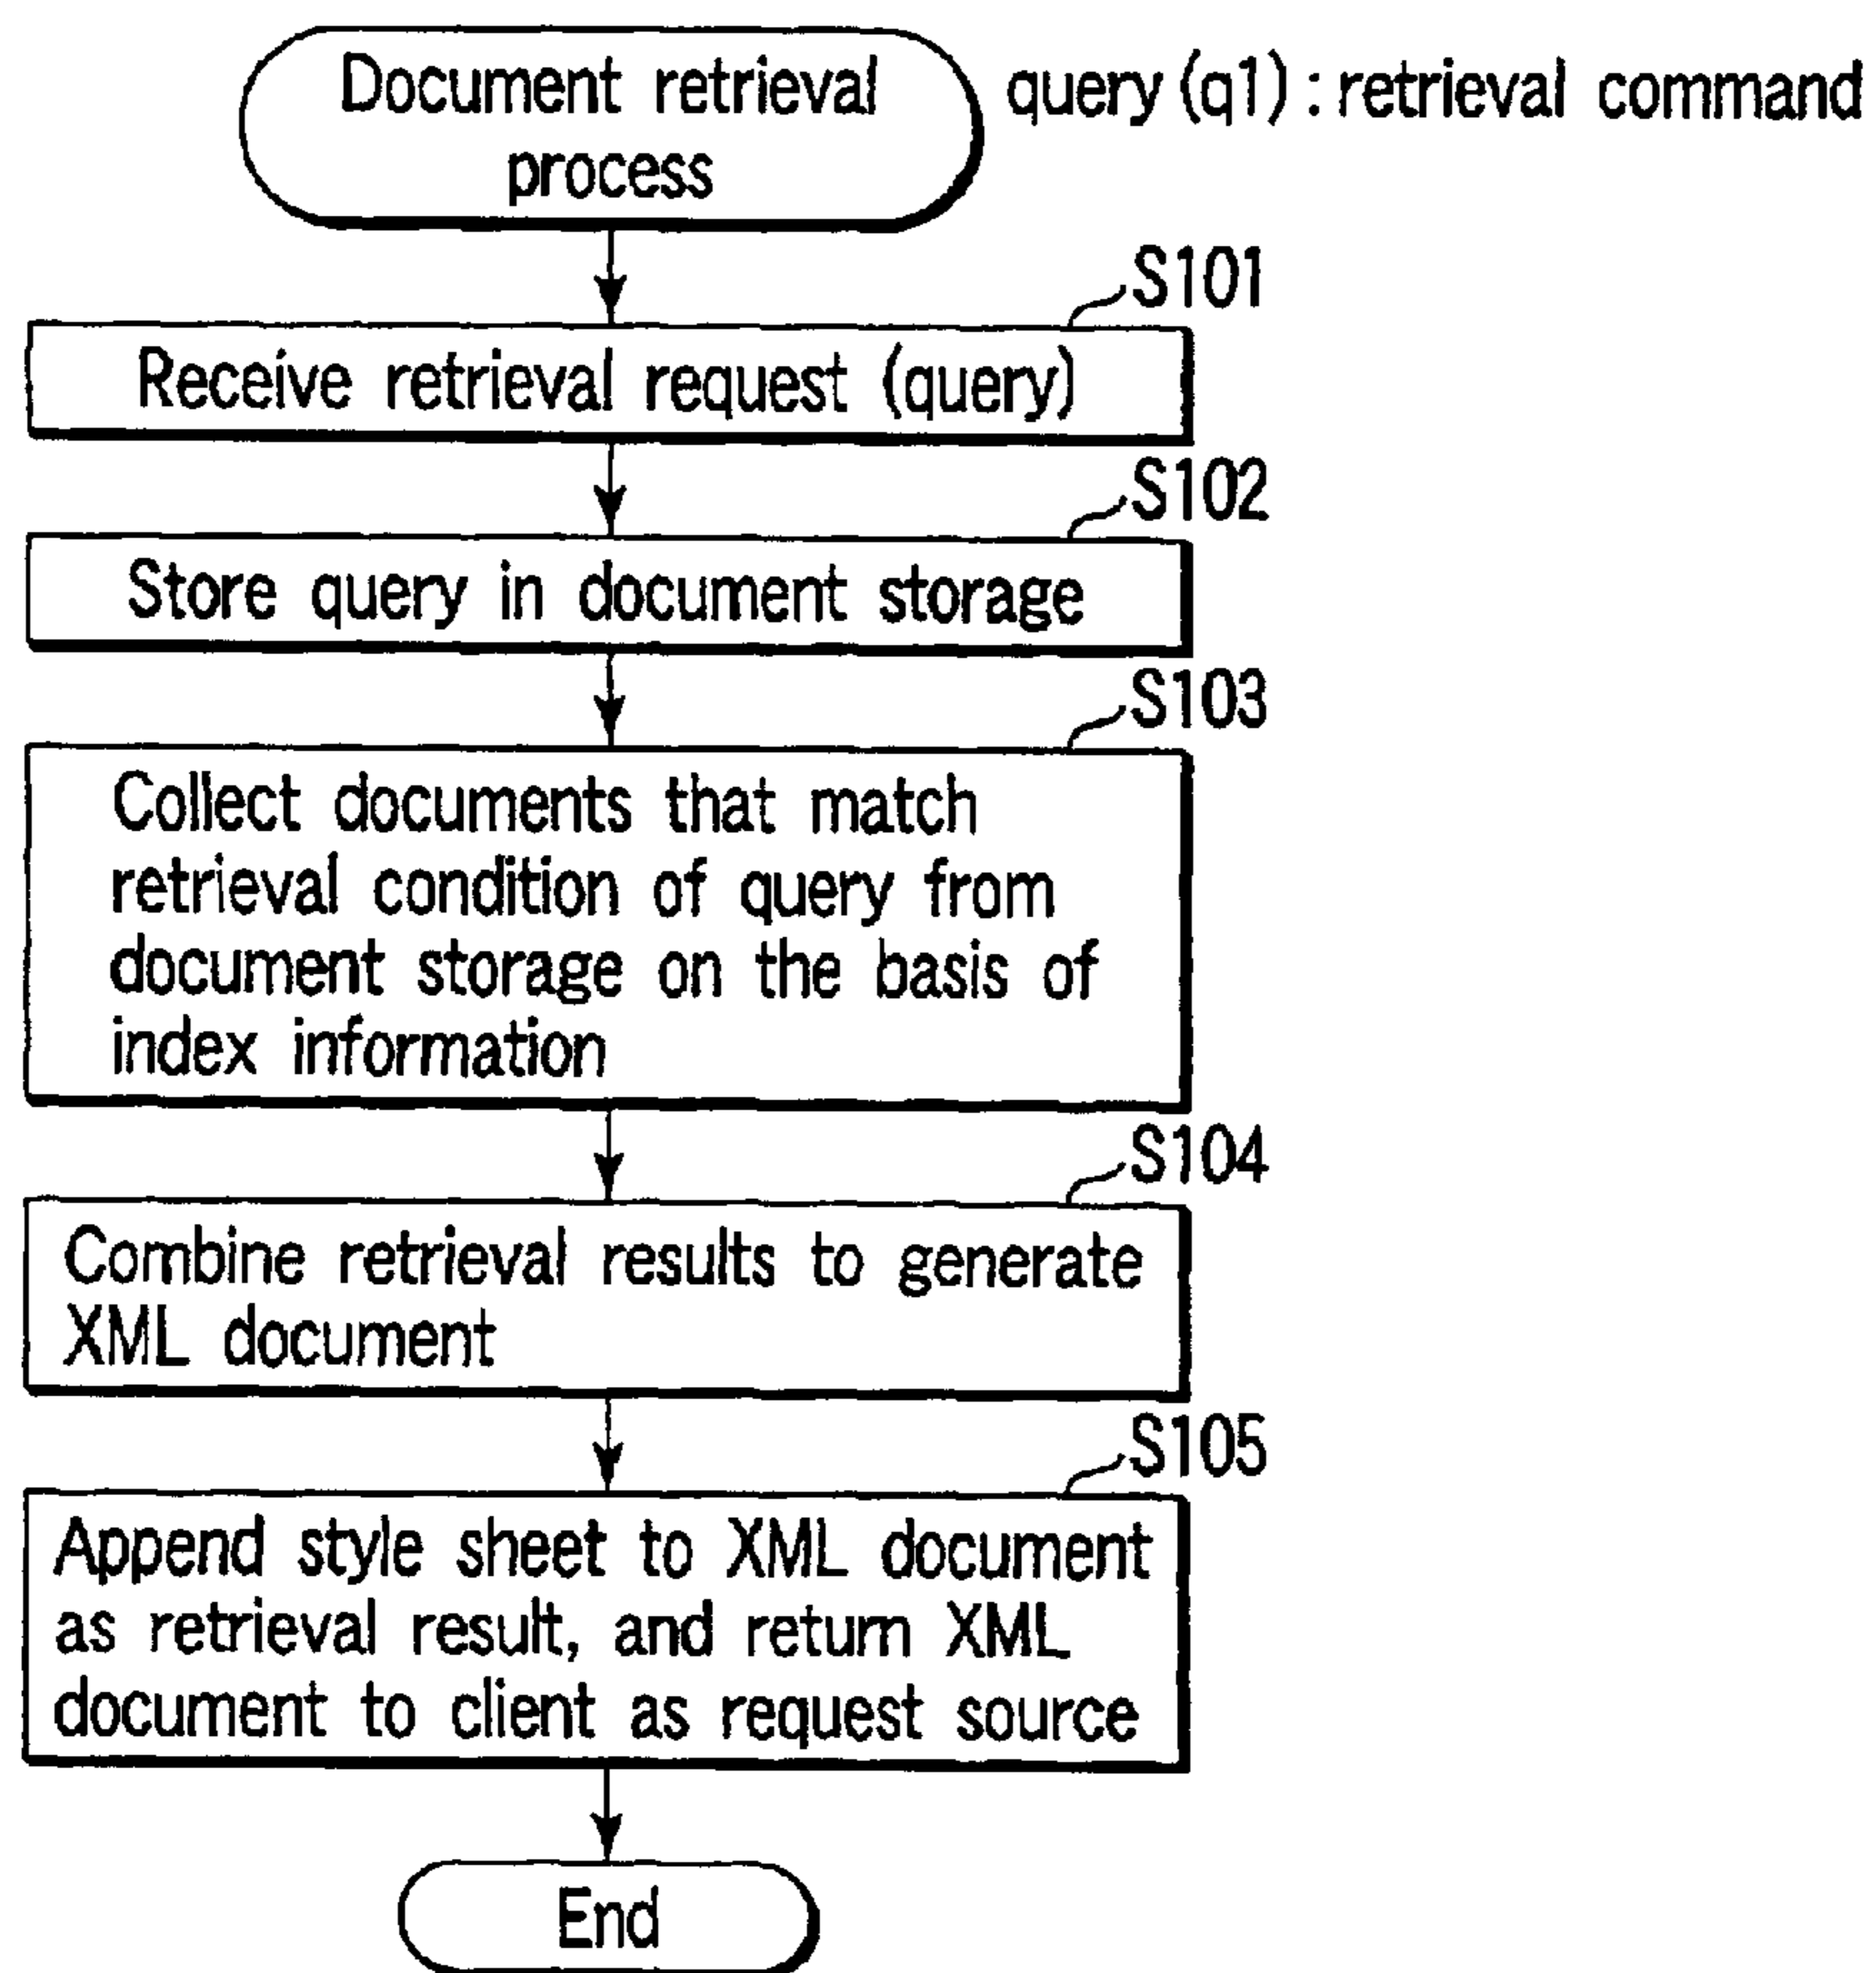 Document retrieval
process
query (q1) : retrieval command
S101
Receive retrieval request (query)
S102
Store query in document storage
S103
Collect documents that match
retrieval condition of query from
document storage on the basis of
index information
S104
Combine retrieval results to generate
XML document
S105
Append style sheet to XML document
as retrieval result, and return XML
document to client as request source
End